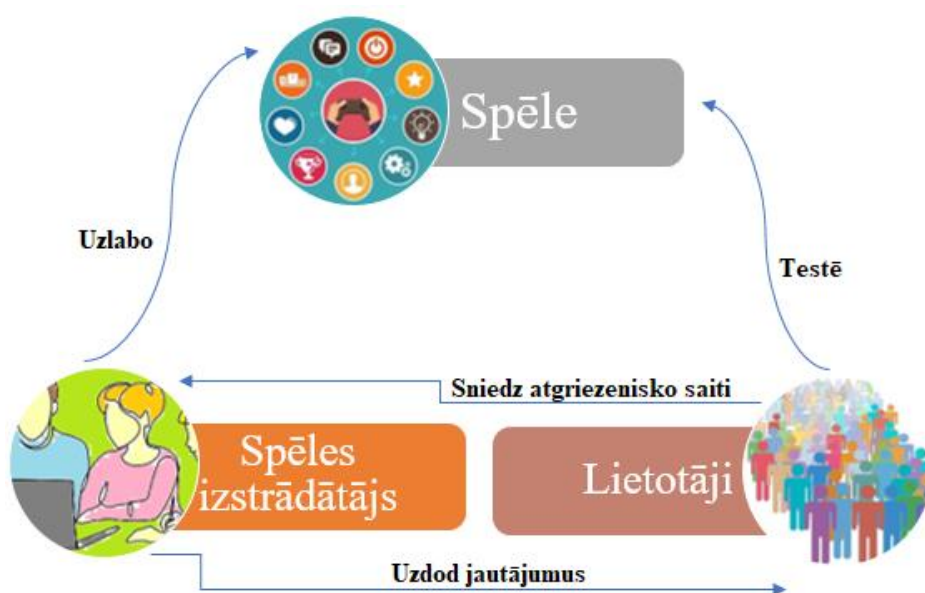 Spēle
Uzlabo
Testē
Sniedz atgriezenisko saiti
Spēles
izstrādātājs
Lietotāji
Uzdod jautājumus